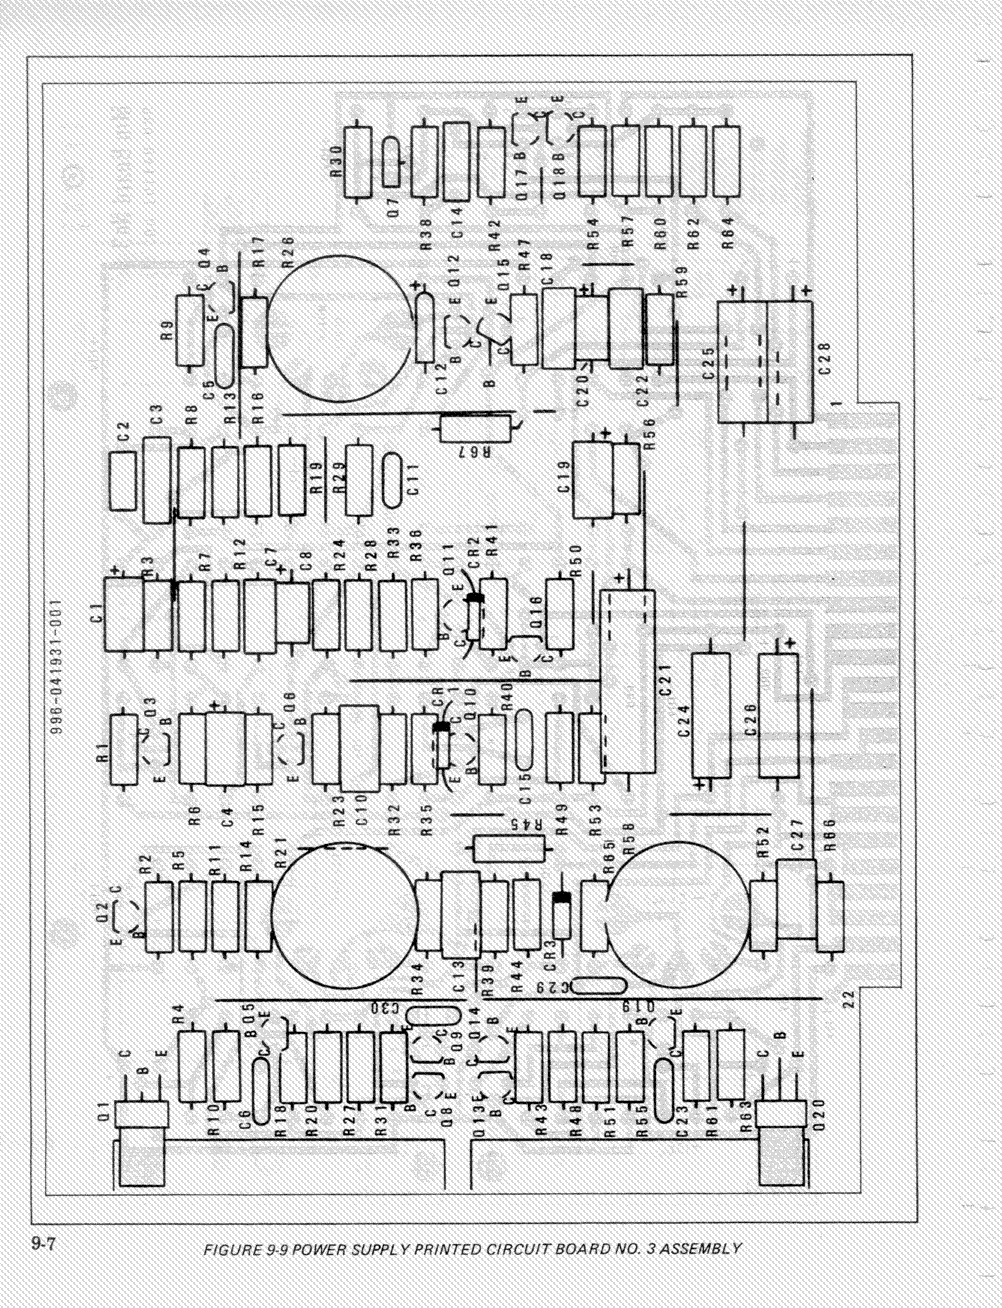 996-041931-001
R30
Q7
R38
C14
R42
Q17
B
C
E
Q18
B
C
E
R54
R57
R60
R62
R64
R9
C5
Q4
E
C
B
R17
R26
+
C12
Q12
B
C
E
Q15
B
C
E
R47
C18
+
C20
C22
R59
+
C25
+
C28
1
C2
C3
R8
R13
R16
R19
R29
C11
R67
C19
+
R56
C1
+
R3
R7
R12
C7
+
C8
R24
R28
R33
R36
Q11
B
C
E
CR2
R41
Q16
E
B
C
R50
+
C21
R1
Q3
C
B
E
R6
+
C4
R15
Q6
C
B
E
R23
C10
R32
R35
CR
1
Q10
C
B
E
R40
C15
R49
R53
R58
C24
+
C26
+
Q2
C
B
E
R2
R5
R11
R14
R21
R34
C13
R39
R44
R45
CR3
R65
C29
R52
C27
R66
22
Q1
C
B
E
R4
R10
C6
Q5
B
E
C
R18
R20
R27
R31
C30
Q9
E
C
B
Q8
B
C
E
Q14
B
C
E
Q13
E
B
C
R43
R48
R51
R55
Q19
B
E
C
C23
R61
R63
Q20
C
B
E
9-7
FIGURE 9-9 POWER SUPPLY PRINTED CIRCUIT BOARD NO. 3 ASSEMBLY